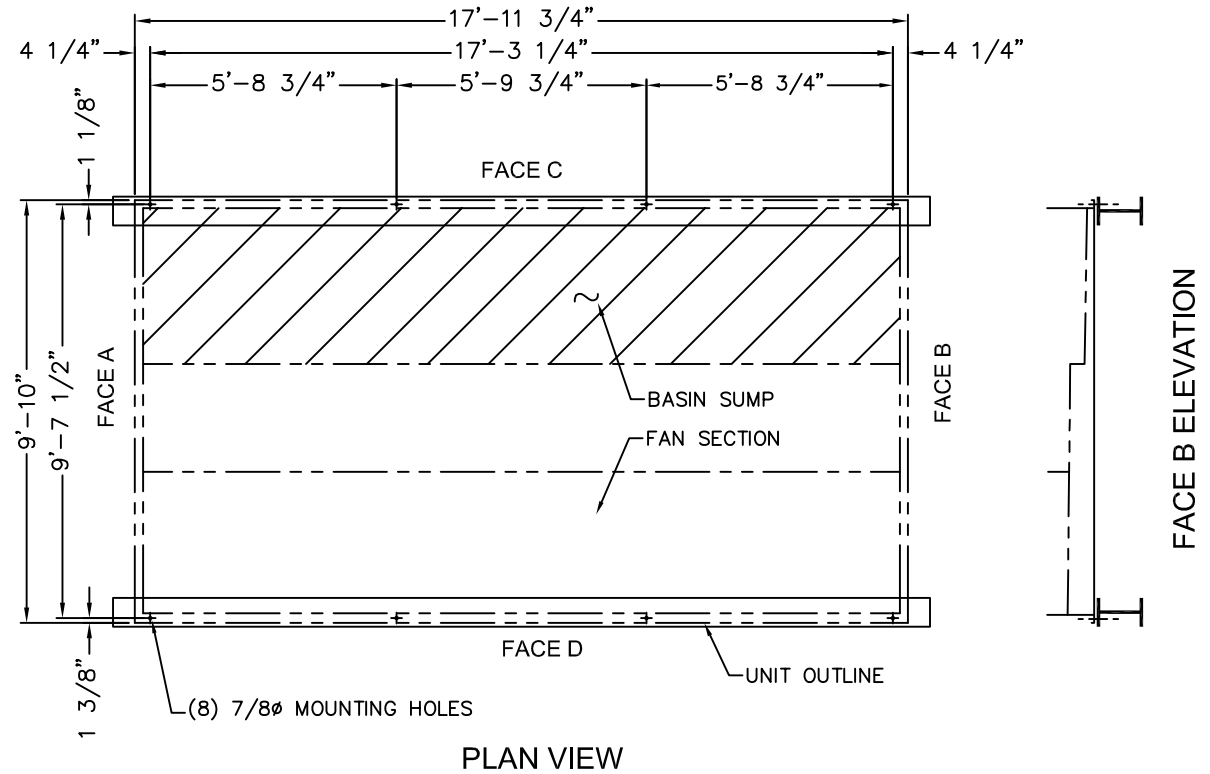 17’-11 3/4”
4 1/4”
17’-3 1/4”
4 1/4”
5’-8 3/4”
5’-9 3/4”
5’-8 3/4”
1 1/8”
FACE C
9’-10”
9’-7 1/2”
FACE A
BASIN SUMP
FAN SECTION
FACE B
FACE B ELEVATION
FACE D
UNIT OUTLINE
1 3/8”
(8) 7/8ø MOUNTING HOLES
PLAN VIEW